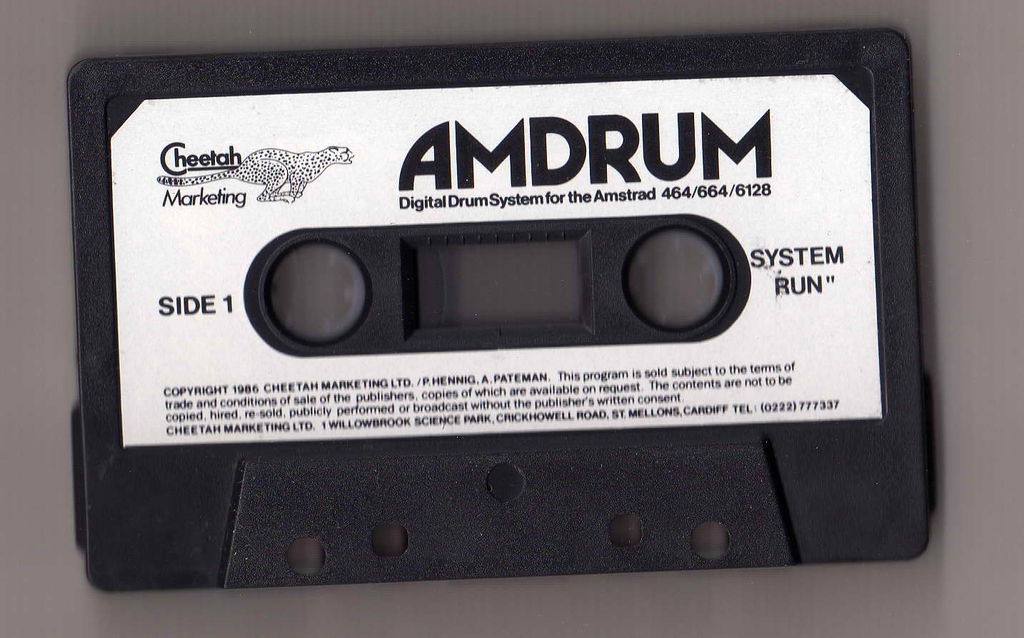 Cheetah
Marketing
AMDRUM
Digital Drum System for the Amstrad 464/664/6128
SIDE 1
SYSTEM
RUN"
COPYRIGHT 1986 CHEETAH MARKETING LTD. /P.HENNIG, A.PATEMAN. This program is sold subject to the terms of
trade and conditions of sale of the publishers, copies of which are available on request. The contents are not to be
copied, hired, re-sold, publicly performed or broadcast without the publisher's written consent.
CHEETAH MARKETING LTD. 1 WILLOWBROOK SCIENCE PARK, CRICKHOWELL ROAD, ST. MELLONS, CARDIFF TEL: (0222) 777337